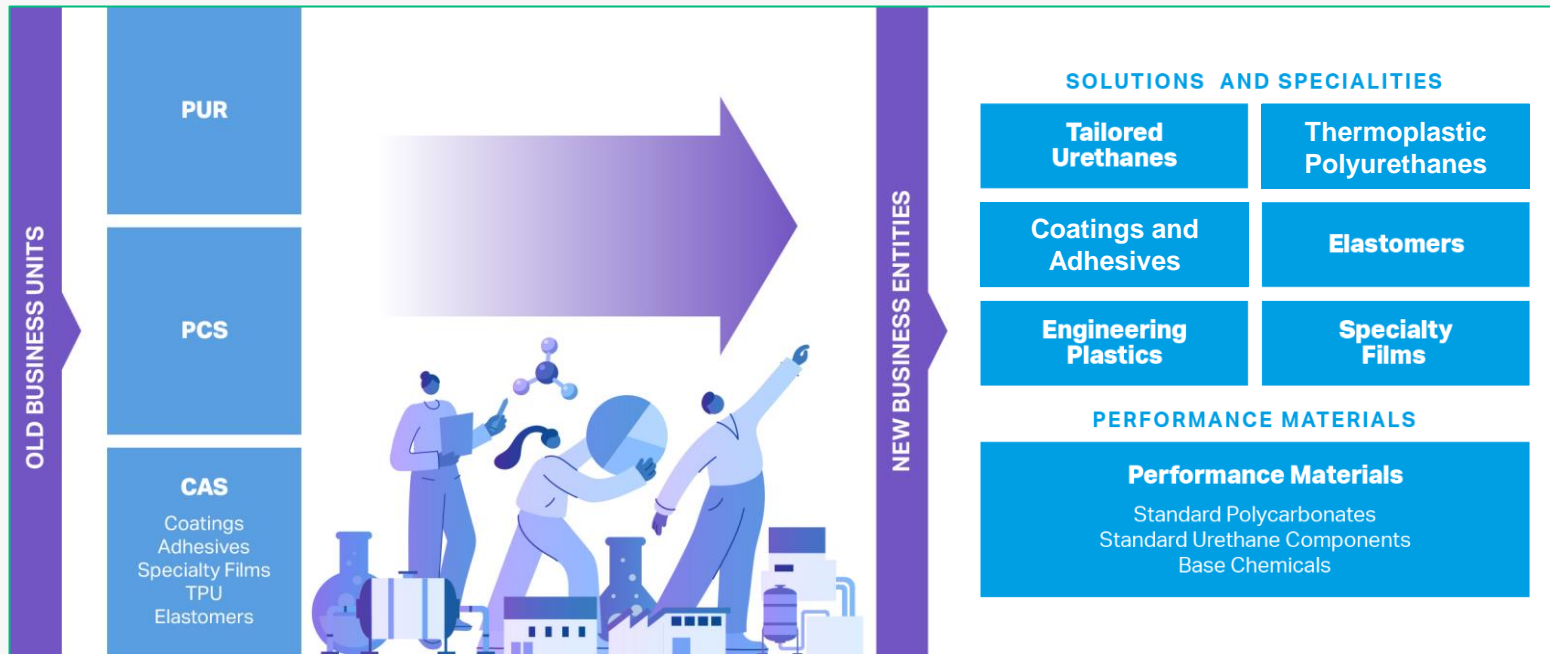 OLD BUSINESS UNITS
PUR
PCS
CAS
Coatings
Adhesives
Specialty Films
TPU
Elastomers
NEW BUSINESS ENTITIES
SOLUTIONS AND SPECIALITIES
Tailored
Urethanes
Thermoplastic
Polyurethanes
Coatings and
Adhesives
Elastomers
Engineering
Plastics
Specialty
Films
PERFORMANCE MATERIALS
Performance Materials
Standard Polycarbonates
Standard Urethane Components
Base Chemicals